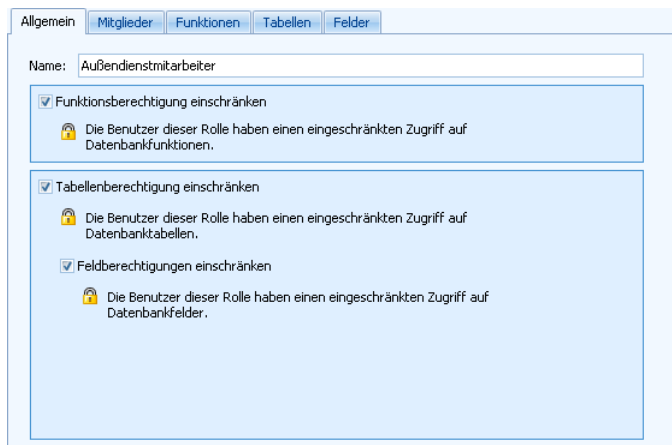 Allgemein Mitglieder Funktionen Tabellen Felder
Name: Außendienstmitarbeiter
Funktionsberechtigung einschränken
Die Benutzer dieser Rolle haben einen eingeschränkten Zugriff auf
Datenbankfunktionen.
Tabellenberechtigung einschränken
Die Benutzer dieser Rolle haben einen eingeschränkten Zugriff auf
Datenbanktabellen.
Feldberechtigungen einschränken
Die Benutzer dieser Rolle haben einen eingeschränkten Zugriff auf
Datenbankfelder.